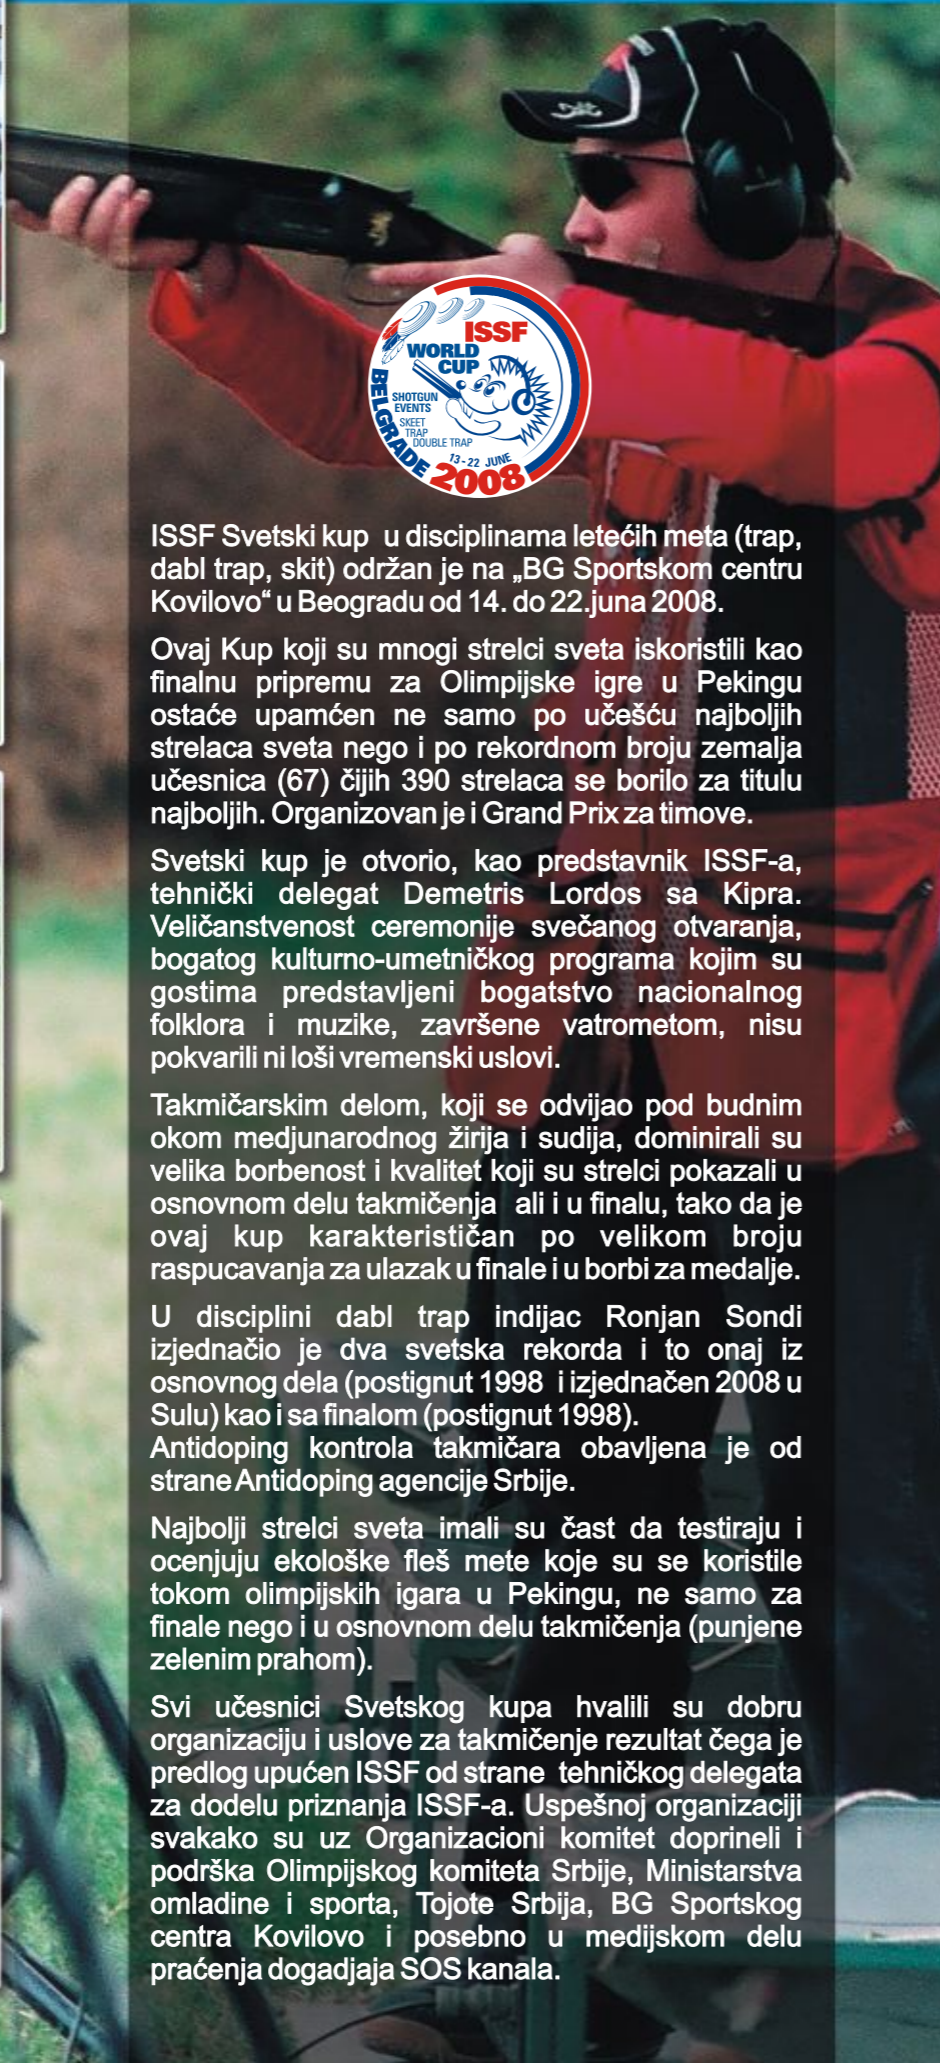 ISSF
WORLD
CUP
SHOTGUN
EVENTS
SKEET
TRAP
DOUBLE TRAP
13-22 JUNE
BELGRADE
2008
ISSF Svetski kup u disciplinama letećih meta (trap,
dabl trap, skit) održan je na „BG Sportskom centru
Kovilovo“ u Beogradu od 14. do 22.juna 2008.
Ovaj Kup koji su mnogi strelci sveta iskoristili kao
finalnu pripremu za Olimpijske igre u Pekingu
ostaće upamćen ne samo po učešću najboljih
strelaca sveta nego i po rekordnom broju zemalja
učesnica (67) čijih 390 strelaca se borilo za titulu
najboljih. Organizovan je i Grand Prix za timove.
Svetski kup je otvorio, kao predstavnik ISSF-a,
tehnički delegat Demetris Lordos sa Kipra.
Veličanstvenost ceremonije svečanog otvaranja,
bogatog kulturno-umetničkog programa kojim su
gostima predstavljeni bogatstvo nacionalnog
folklora i muzike, završene vatrometom, nisu
pokvarili ni loši vremenski uslovi.
Takmičarskim delom, koji se odvijao pod budnim
okom medjunarodnog žirija i sudija, dominirali su
velika borbenost i kvalitet koji su strelci pokazali u
osnovnom delu takmičenja ali i u finalu, tako da je
ovaj kup karakterističan po velikom broju
raspucavanja za ulazak u finale i u borbi za medalje.
U disciplini dabl trap indijac Ronjan Sondi
izjednačio je dva svetska rekorda i to onaj iz
osnovnog dela (postignut 1998 i izjednačen 2008 u
Sulu) kao i sa finalom (postignut 1998).
Antidoping kontrola takmičara obavljena je od
strane Antidoping agencije Srbije.
Najbolji strelci sveta imali su čast da testiraju i
ocenjuju ekološke fleš mete koje su se koristile
tokom olimpijskih igara u Pekingu, ne samo za
finale nego i u osnovnom delu takmičenja (punjene
zelenim prahom).
Svi učesnici Svetskog kupa hvalili su dobru
organizaciju i uslove za takmičenje rezultat čega je
predlog upućen ISSF od strane tehničkog delegata
za dodelu priznanja ISSF-a. Uspešnoj organizaciji
svakako su uz Organizacioni komitet doprineli i
podrška Olimpijskog komiteta Srbije, Ministarstva
omladine i sporta, Tojote Srbija, BG Sportskog
centra Kovilovo i posebno u medijskom delu
praćenja dogadjaja SOS kanala.